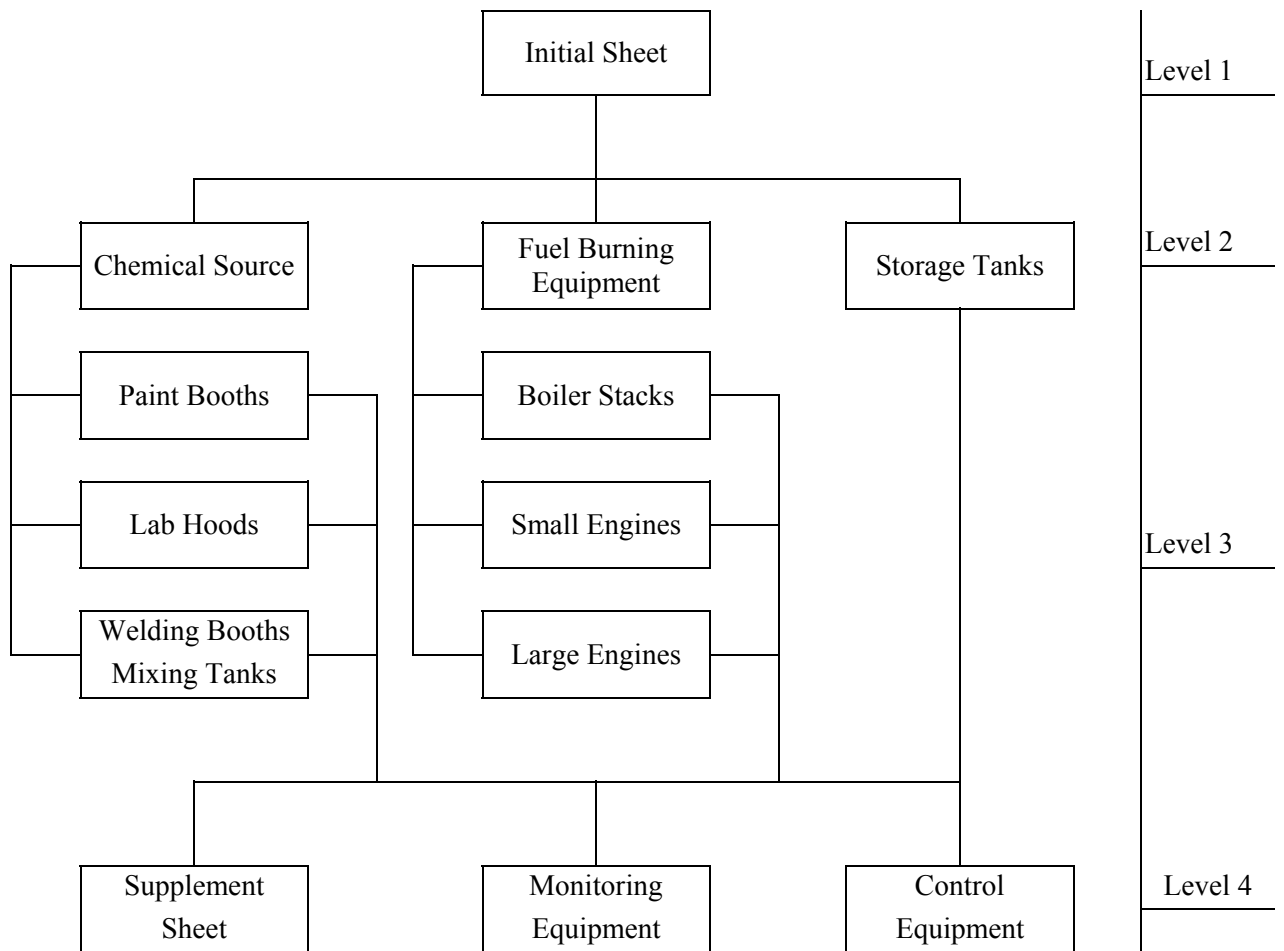 Initial Sheet
Level 1
Chemical Source
Fuel Burning
Equipment
Storage Tanks
Level 2
Paint Booths
Boiler Stacks
Lab Hoods
Small Engines
Level 3
Welding Booths
Mixing Tanks
Large Engines
Supplement
Sheet
Monitoring
Equipment
Control
Equipment
Level 4